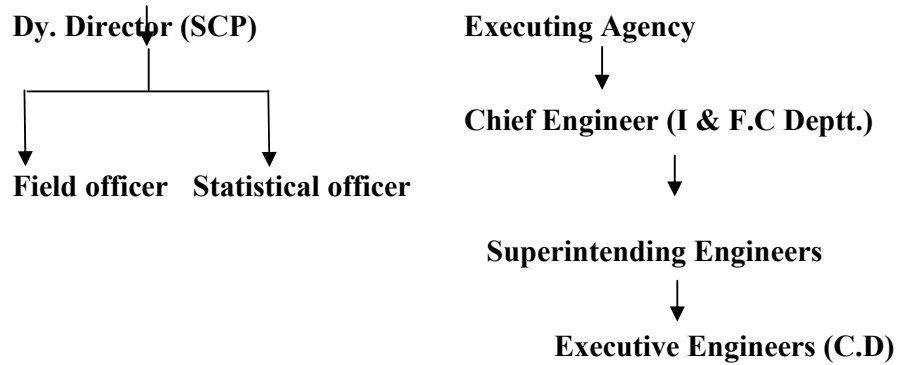 Dy. Director (SCP)
Executing Agency
Chief Engineer (I & F.C Deptt.)
Field officer Statistical officer
Superintending Engineers
Executive Engineers (C.D)